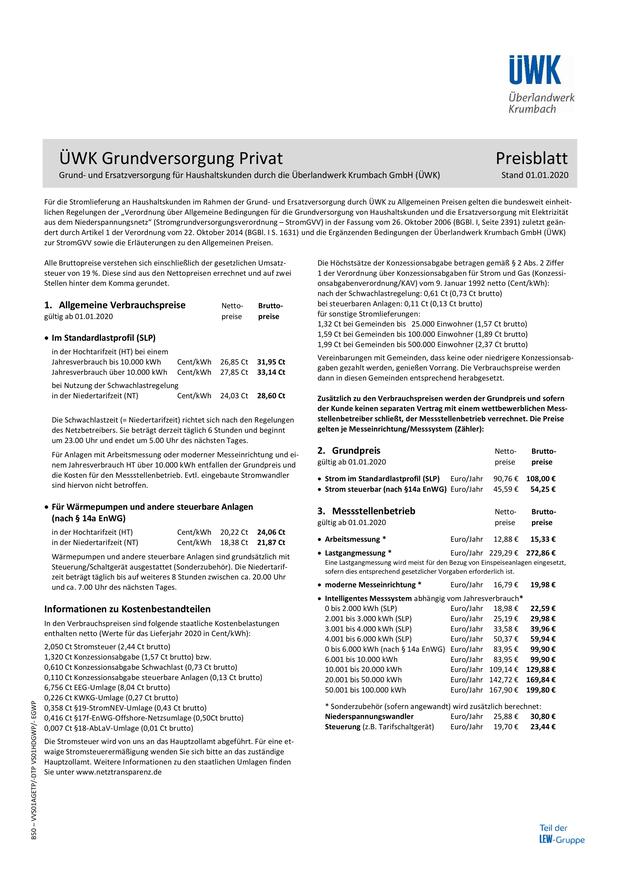 ÜWK
Überlandwerk
Krumbach
ÜWK Grundversorgung Privat Preisblatt
Grund- und Ersatzversorgung für Haushaltskunden durch die Überlandwerk Krumbach GmbH (ÜWK) Stand 01.01.2020
Für die Stromlieferung an Haushaltskunden im Rahmen der Grund- und Ersatzversorgung durch ÜWK zu Allgemeinen Preisen gelten die bundesweit einheit-
lichen Regelungen der „Verordnung über Allgemeine Bedingungen für die Grundversorgung von Haushaltskunden und die Ersatzversorgung mit Elektrizität
aus dem Niederspannungsnetz“ (Stromgrundversorgungsverordnung – StromGVV) in der Fassung vom 26. Oktober 2006 (BGBl. I, Seite 2391) zuletzt geän-
dert durch Artikel 1 der Verordnung vom 22. Oktober 2014 (BGBl. I S. 1631) und die Ergänzenden Bedingungen der Überlandwerk Krumbach GmbH (ÜWK)
zur StromGVV sowie die Erläuterungen zu den Allgemeinen Preisen.
Alle Bruttopreise verstehen sich einschließlich der gesetzlichen Umsatz-
steuer von 19 %. Diese sind aus den Nettopreisen errechnet und auf zwei
Stellen hinter dem Komma gerundet.
1. Allgemeine Verbrauchspreise Netto- Brutto-
gültig ab 01.01.2020 preise preise
• Im Standardlastprofil (SLP)
in der Hochtarifzeit (HT) bei einem
Jahresverbrauch bis 10.000 kWh Cent/kWh 26,85 Ct 31,95 Ct
Jahresverbrauch über 10.000 kWh Cent/kWh 27,85 Ct 33,14 Ct
bei Nutzung der Schwachlastregelung
in der Niedertarifzeit (NT) Cent/kWh 24,03 Ct 28,60 Ct
Die Schwachlastzeit (= Niedertarifzeit) richtet sich nach den Regelungen
des Netzbetreibers. Sie beträgt derzeit täglich 6 Stunden und beginnt
um 23.00 Uhr und endet um 5.00 Uhr des nächsten Tages.
Für Anlagen mit Arbeitsmessung oder moderner Messeinrichtung und ei-
nem Jahresverbrauch HT über 10.000 kWh entfallen der Grundpreis und
die Kosten für den Messstellenbetrieb. Evtl. eingebaute Stromwandler
sind hiervon nicht betroffen.
• Für Wärmepumpen und andere steuerbare Anlagen
(nach § 14a EnWG)
in der Hochtarifzeit (HT) Cent/kWh 20,22 Ct 24,06 Ct
in der Niedertarifzeit (NT) Cent/kWh 18,38 Ct 21,87 Ct
Wärmepumpen und andere steuerbare Anlagen sind grundsätzlich mit
Steuerung/Schaltgerät ausgestattet (Sonderzubehör). Die Niedertarif-
zeit beträgt täglich bis auf weiteres 8 Stunden zwischen ca. 20.00 Uhr
und ca. 7.00 Uhr des nächsten Tages.
Informationen zu Kostenbestandteilen
In den Verbrauchspreisen sind folgende staatliche Kostenbelastungen
enthalten netto (Werte für das Lieferjahr 2020 in Cent/kWh):
2,050 Ct Stromsteuer (2,44 Ct brutto)
1,320 Ct Konzessionsabgabe (1,57 Ct brutto) bzw.
0,610 Ct Konzessionsabgabe Schwachlast (0,73 Ct brutto)
0,110 Ct Konzessionsabgabe steuerbare Anlagen (0,13 Ct brutto)
6,756 Ct EEG-Umlage (8,04 Ct brutto)
0,226 Ct KWKG-Umlage (0,27 Ct brutto)
0,358 Ct §19-StromNEV-Umlage (0,43 Ct brutto)
0,416 Ct §17f-EnWG-Offshore-Netzumlage (0,50Ct brutto)
0,007 Ct §18-AbLaV-Umlage (0,01 Ct brutto)
Die Stromsteuer wird von uns an das Hauptzollamt abgeführt. Für eine et-
waige Stromsteuerermäßigung wenden Sie sich bitte an das zuständige
Hauptzollamt. Weitere Informationen zu den staatlichen Umlagen finden
Sie unter www.netztransparenz.de
Die Höchstsätze der Konzessionsabgabe betragen gemäß § 2 Abs. 2 Ziffer
1 der Verordnung über Konzessionsabgaben für Strom und Gas (Konzessi-
onsabgabenverordnung/KAV) vom 9. Januar 1992 netto (Cent/kWh):
nach der Schwachlastregelung: 0,61 Ct (0,73 Ct brutto)
bei steuerbaren Anlagen: 0,11 Ct (0,13 Ct brutto)
für sonstige Stromlieferungen:
1,32 Ct bei Gemeinden bis 25.000 Einwohner (1,57 Ct brutto)
1,59 Ct bei Gemeinden bis 100.000 Einwohner (1,89 Ct brutto)
1,99 Ct bei Gemeinden bis 500.000 Einwohner (2,37 Ct brutto)
Vereinbarungen mit Gemeinden, dass keine oder niedrigere Konzessionsab-
gaben gezahlt werden, genießen Vorrang. Die Verbrauchspreise werden
dann in diesen Gemeinden entsprechend herabgesetzt.
Zusätzlich zu den Verbrauchspreisen werden der Grundpreis und sofern
der Kunde keinen separaten Vertrag mit einem wettbewerblichen Mess-
stellenbetreiber schließt, der Messstellenbetrieb verrechnet. Die Preise
gelten je Messeinrichtung/Messsystem (Zähler):
2. Grundpreis Netto- Brutto-
gültig ab 01.01.2020 preise preise
• Strom im Standardlastprofil (SLP) Euro/Jahr 90,76 € 108,00 €
• Strom steuerbar (nach §14a EnWG) Euro/Jahr 45,59 € 54,25 €
3. Messstellenbetrieb Netto- Brutto-
gültig ab 01.01.2020 preise preise
• Arbeitsmessung * Euro/Jahr 12,88 € 15,33 €
• Lastgangmessung * Euro/Jahr 229,29 € 272,86 €
Eine Lastgangmessung wird meist für den Bezug von Einspeiseanlagen eingesetzt,
sofern dies entsprechend gesetzlicher Vorgaben erforderlich ist.
• moderne Messeinrichtung * Euro/Jahr 16,79 € 19,98 €
• Intelligentes Messsystem abhängig vom Jahresverbrauch*
0 bis 2.000 kWh (SLP) Euro/Jahr 18,98 € 22,59 €
2.001 bis 3.000 kWh (SLP) Euro/Jahr 25,19 € 29,98 €
3.001 bis 4.000 kWh (SLP) Euro/Jahr 33,58 € 39,96 €
4.001 bis 6.000 kWh (SLP) Euro/Jahr 50,37 € 59,94 €
0 bis 6.000 kWh (nach § 14a EnWG) Euro/Jahr 83,95 € 99,90 €
6.001 bis 10.000 kWh Euro/Jahr 83,95 € 99,90 €
10.001 bis 20.000 kWh Euro/Jahr 109,14 € 129,88 €
20.001 bis 50.000 kWh Euro/Jahr 142,72 € 169,84 €
50.001 bis 100.000 kWh Euro/Jahr 167,90 € 199,80 €
* Sonderzubehör (sofern angewandt) wird zusätzlich berechnet:
Niederspannungswandler Euro/Jahr 25,88 € 30,80 €
Steuerung (z.B. Tarifschaltgerät) Euro/Jahr 19,70 € 23,44 €
Teil der
LEW-Gruppe